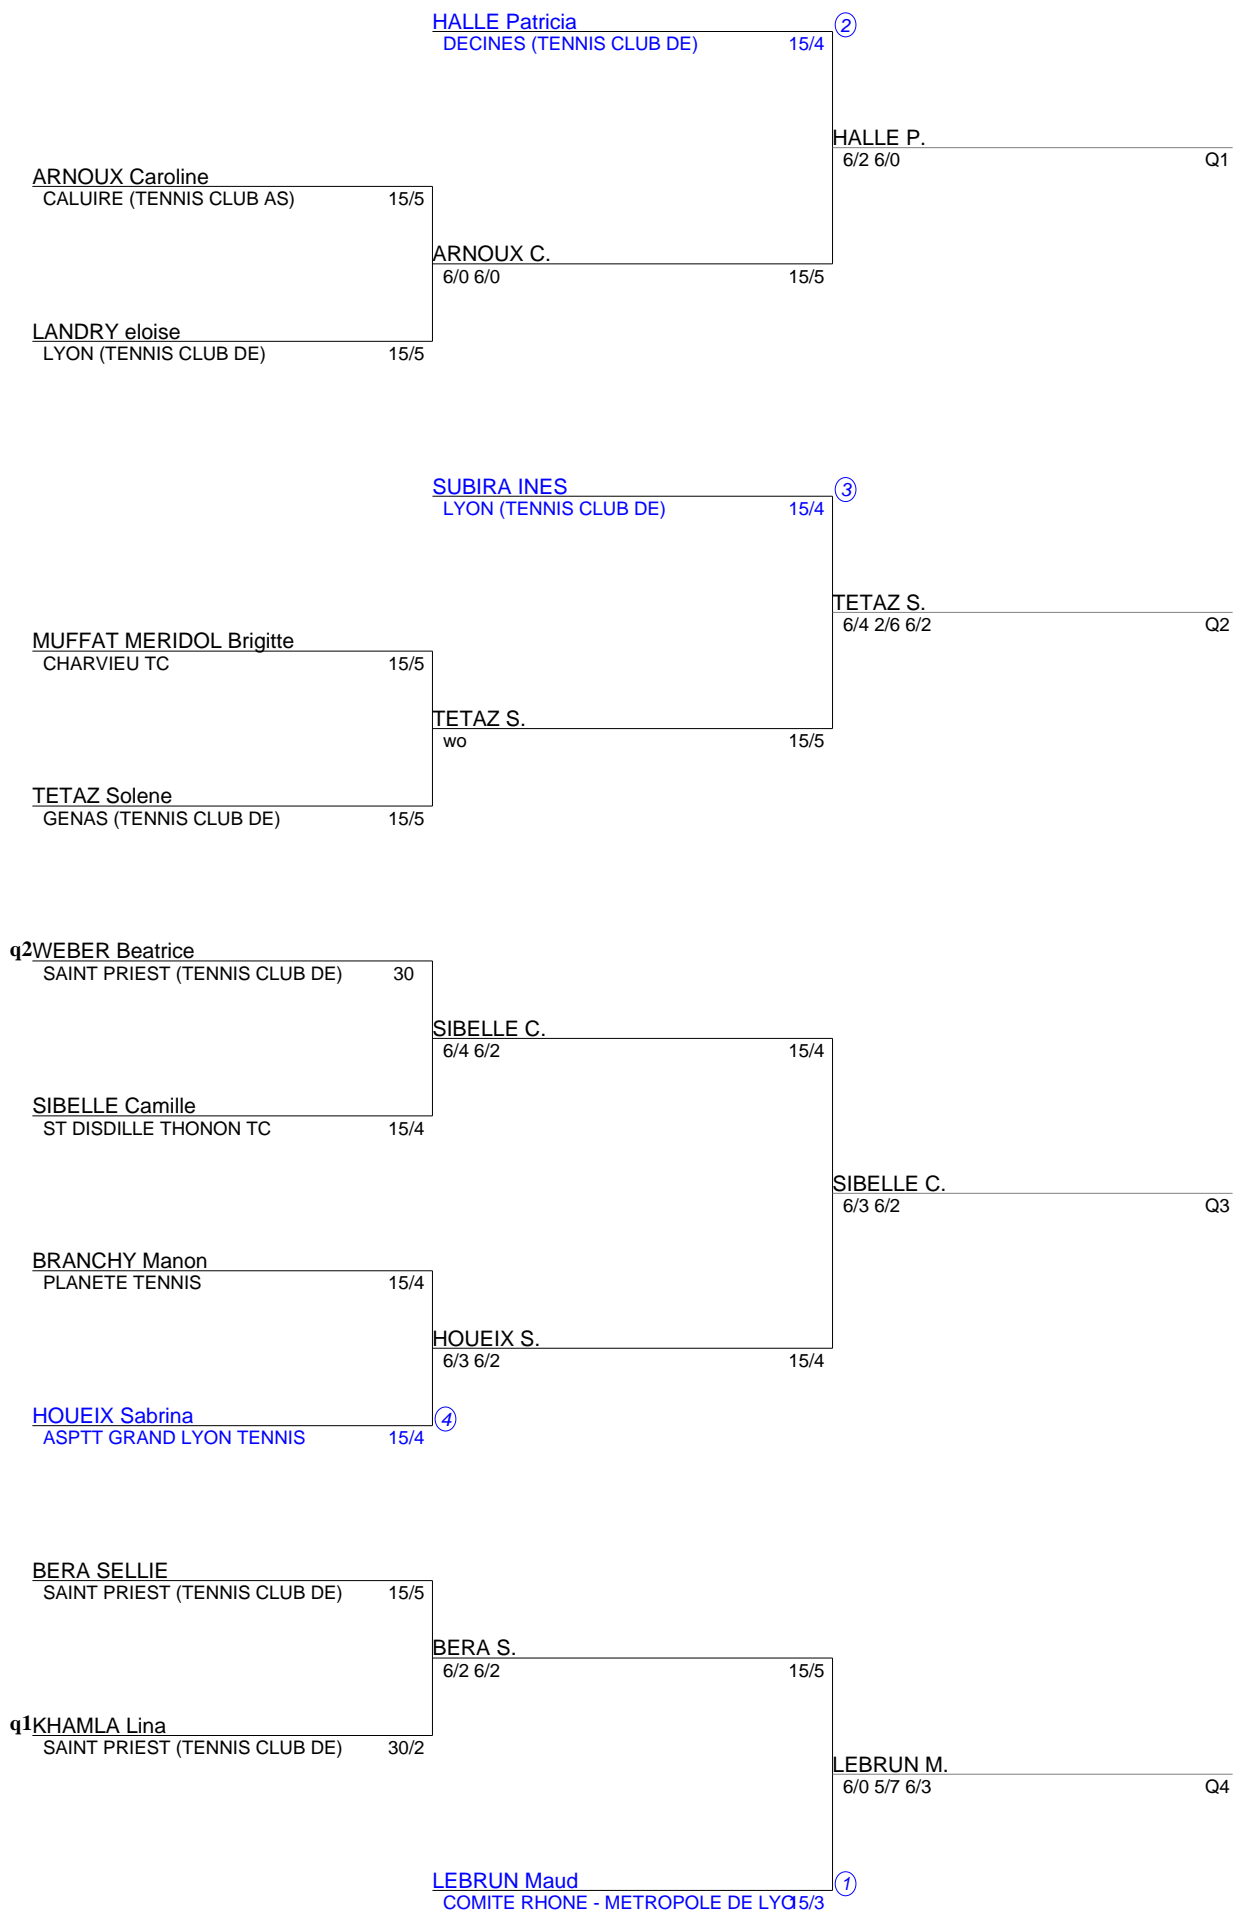 HALLE Patricia 2
DECINES (TENNIS CLUB DE) 15/4
HALLE P.
6/2 6/0 Q1
ARNOUX Caroline
CALUIRE (TENNIS CLUB AS) 15/5
ARNOUX C.
6/0 6/0 15/5
LANDRY eloise
LYON (TENNIS CLUB DE) 15/5
SUBIRA INES 3
LYON (TENNIS CLUB DE) 15/4
TETAZ S.
6/4 2/6 6/2 Q2
MUFFAT MERIDOL Brigitte
CHARVIEU TC 15/5
TETAZ S.
wo 15/5
TETAZ Solene
GENAS (TENNIS CLUB DE) 15/5
q2 WEBER Beatrice
SAINT PRIEST (TENNIS CLUB DE) 30
SIBELLE C.
6/4 6/2 15/4
SIBELLE Camille
ST DISDILLE THONON TC 15/4
SIBELLE C.
6/3 6/2 Q3
BRANCHY Manon
PLANETE TENNIS 15/4
HOUEIX S.
6/3 6/2 15/4
HOUEIX Sabrina 4
ASPTT GRAND LYON TENNIS 15/4
BERA SELLIE
SAINT PRIEST (TENNIS CLUB DE) 15/5
BERA S.
6/2 6/2 15/5
q1 KHAMLA Lina
SAINT PRIEST (TENNIS CLUB DE) 30/2
LEBRUN M.
6/0 5/7 6/3 Q4
LEBRUN Maud 1
COMITE RHONE - METROPOLE DE LYO 15/3